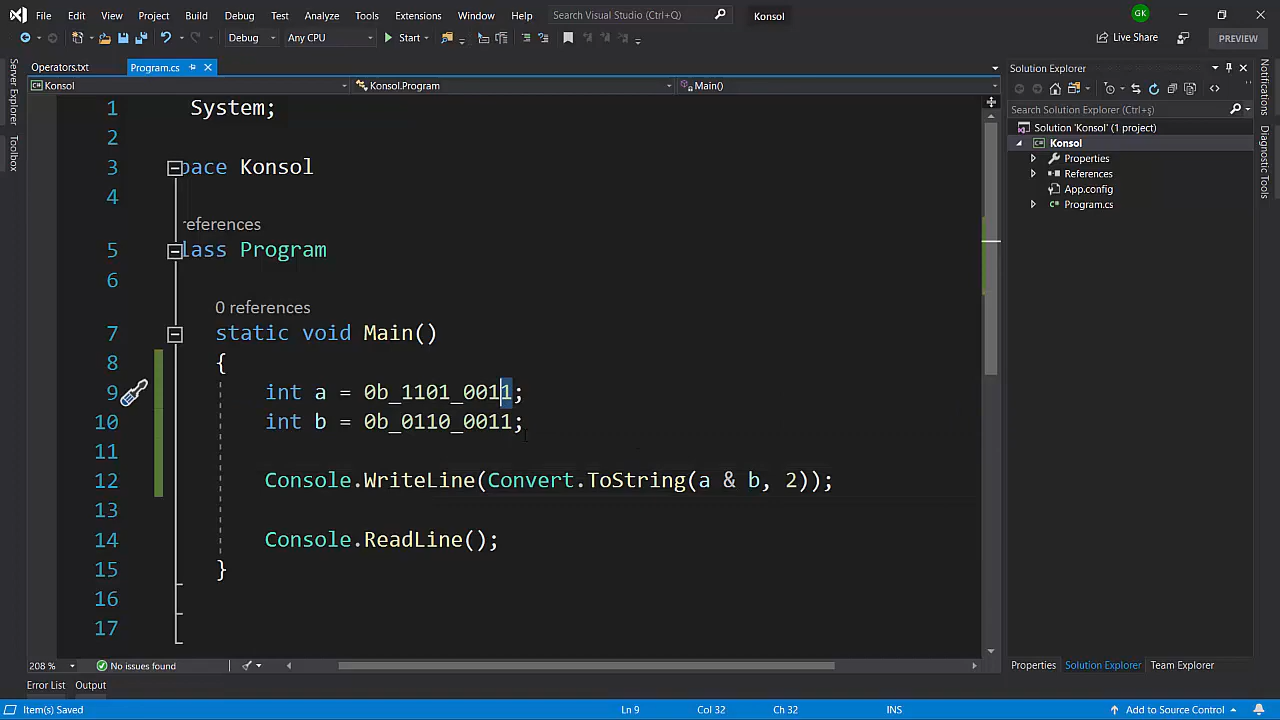 File Edit View Project Build Debug Test Analyze Tools Extensions Window Help Search Visual Studio (Ctrl+Q) Konsol GK
Debug Any CPU Start Live Share PREVIEW
Operators.txt Program.cs Solution Explorer
Konsol Konsol.Program Main()
Search Solution Explorer (Ctrl+ş)
Solution 'Konsol' (1 project)
Konsol
Properties
References
App.config
Program.cs
Server Explorer
Toolbox
Notifications
Diagnostic Tools
1 System;
2
3 pace Konsol
4
references
5 lass Program
6
0 references
7 static void Main()
8 {
9 int a = 0b_1101_0011;
10 int b = 0b_0110_0011;
11
12 Console.WriteLine(Convert.ToString(a & b, 2));
13
14 Console.ReadLine();
15 }
16
17
208 % No issues found Properties Solution Explorer Team Explorer
Error List Output
Item(s) Saved Ln 9 Col 32 Ch 32 INS Add to Source Control